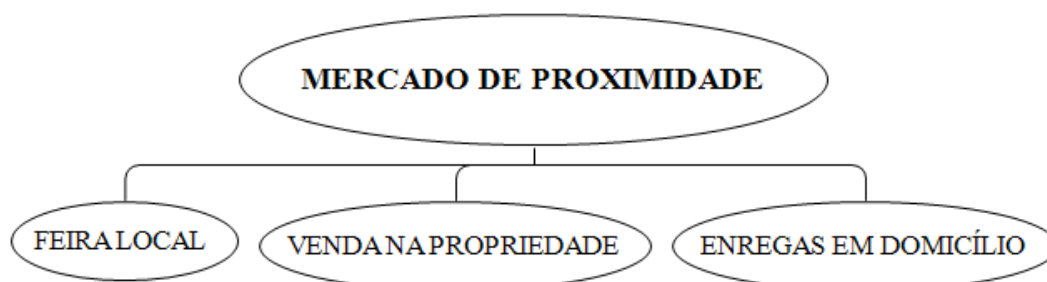 MERCADO DE PROXIMIDADE
FEIRA LOCAL
VENDA NA PROPRIEDADE
ENREGAS EM DOMICÍLIO